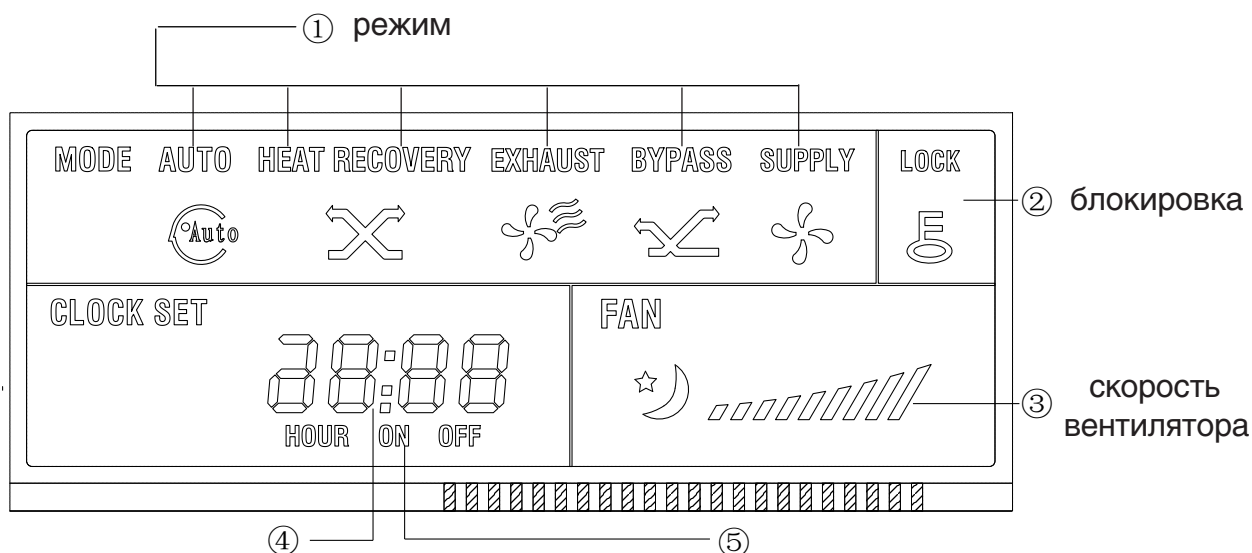 ① режим
MODE AUTO HEAT RECOVERY EXHAUST BYPASS SUPPLY LOCK
Auto
② блокировка
CLOCK SET
FAN
28:88
HOUR ON OFF
③ скорость
вентилятора
④ ⑤